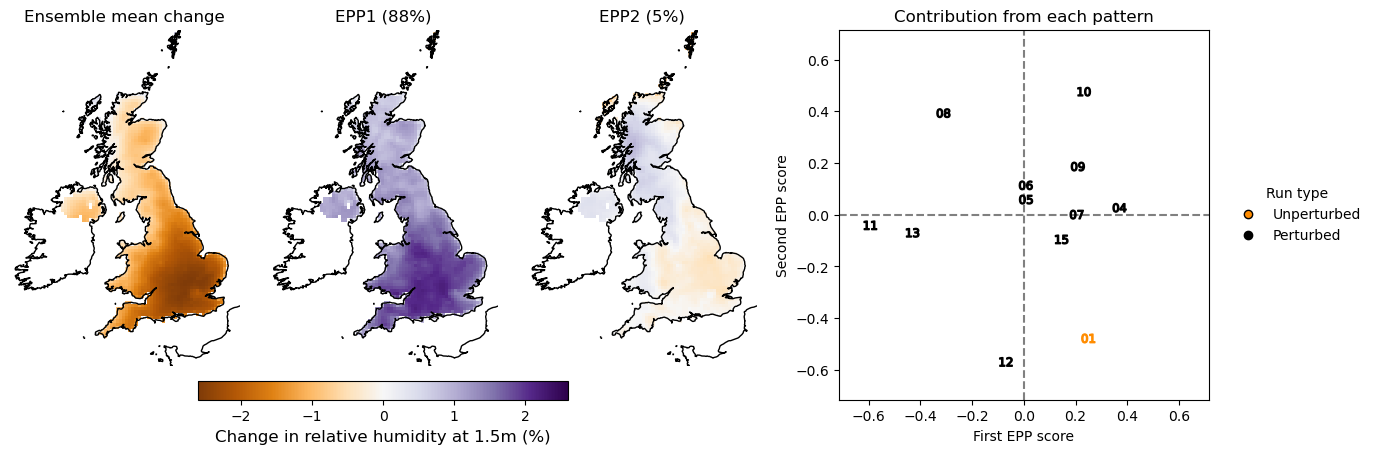 Ensemble mean change
EPP1 (88%)
EPP2 (5%)
Contribution from each pattern
−2 −1 0 1 2
Change in relative humidity at 1.5m (%)
Second EPP score
0.6
0.4
0.2
0.0
−0.2
−0.4
−0.6
10
08
09
06
05
04
07
11
13
15
01
12
−0.6 −0.4 −0.2 0.0 0.2 0.4 0.6
First EPP score
Run type
Unperturbed
Perturbed